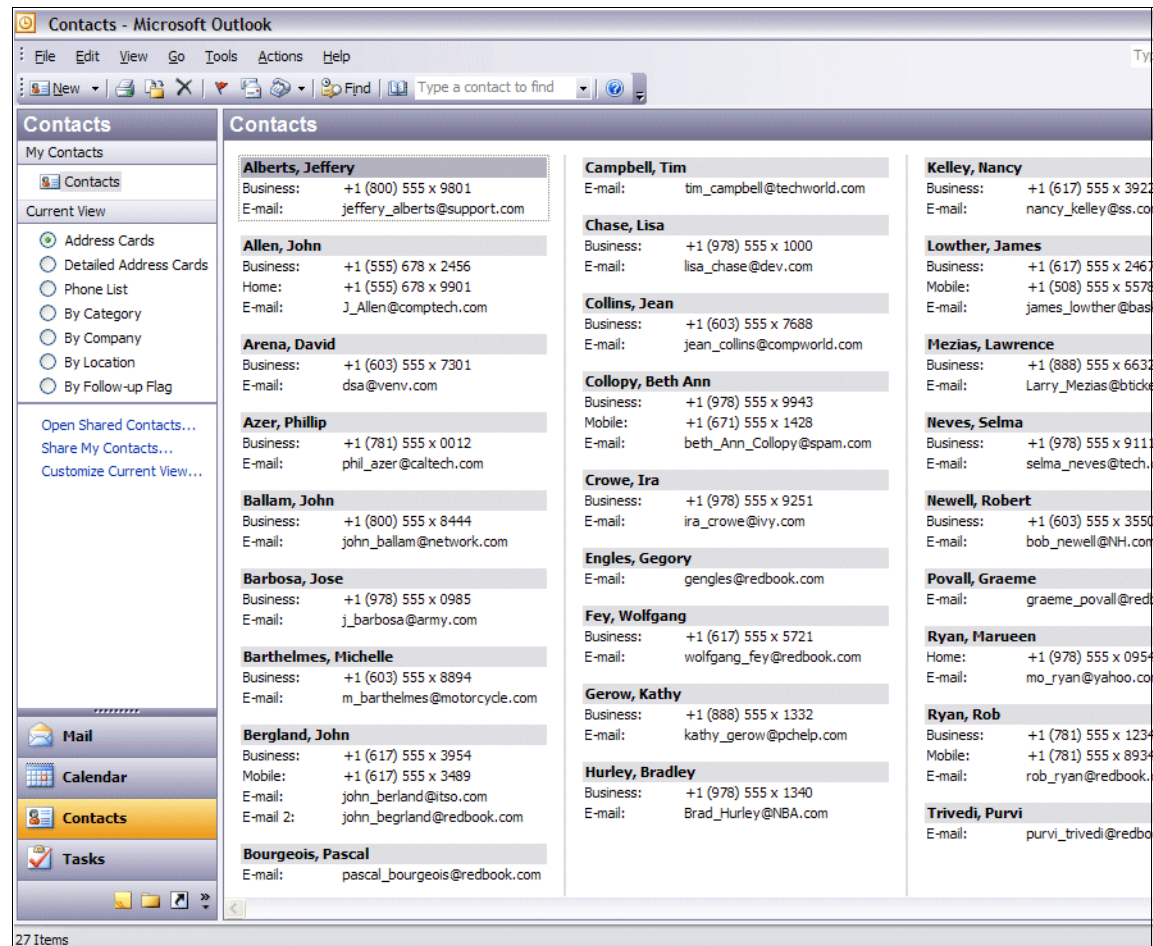 Contacts - Microsoft Outlook
File Edit View Go Tools Actions Help
New Find Type a contact to find
Contacts
My Contacts
Contacts
Current View
Address Cards
Detailed Address Cards
Phone List
By Category
By Company
By Location
By Follow-up Flag
Open Shared Contacts...
Share My Contacts...
Customize Current View...
Mail
Calendar
Contacts
Tasks
Contacts
Alberts, Jeffery
Business: +1 (800) 555 x 9801
E-mail: jeffery_alberts@support.com
Allen, John
Business: +1 (555) 678 x 2456
Home: +1 (555) 678 x 9901
E-mail: J_Allen@comptech.com
Arena, David
Business: +1 (603) 555 x 7301
E-mail: dsa@venv.com
Azer, Phillip
Business: +1 (781) 555 x 0012
E-mail: phil_azer@caltech.com
Ballam, John
Business: +1 (800) 555 x 8444
E-mail: john_ballam@network.com
Barbosa, Jose
Business: +1 (978) 555 x 0985
E-mail: j_barbosa@army.com
Barthelmes, Michelle
Business: +1 (603) 555 x 8894
E-mail: m_barthelmes@motorcycle.com
Bergland, John
Business: +1 (617) 555 x 3954
Mobile: +1 (617) 555 x 3489
E-mail: john_berland@itso.com
E-mail 2: john_begrland@redbook.com
Bourgeois, Pascal
E-mail: pascal_bourgeois@redbook.com
Campbell, Tim
E-mail: tim_campbell@techworld.com
Chase, Lisa
Business: +1 (978) 555 x 1000
E-mail: lisa_chase@dev.com
Collins, Jean
Business: +1 (603) 555 x 7688
E-mail: jean_collins@compworld.com
Collopy, Beth Ann
Business: +1 (978) 555 x 9943
Mobile: +1 (671) 555 x 1428
E-mail: beth_Ann_Collopy@spam.com
Crowe, Ira
Business: +1 (978) 555 x 9251
E-mail: ira_crowe@ivy.com
Engles, Gegory
E-mail: gengles@redbook.com
Fey, Wolfgang
Business: +1 (617) 555 x 5721
E-mail: wolfgang_fey@redbook.com
Gerow, Kathy
Business: +1 (888) 555 x 1332
E-mail: kathy_gerow@pchelp.com
Hurley, Bradley
Business: +1 (978) 555 x 1340
E-mail: Brad_Hurley@NBA.com
Kelley, Nancy
Business: +1 (617) 555 x 3922
E-mail: nancy_kelley@ss.co
Lowther, James
Business: +1 (617) 555 x 2467
Mobile: +1 (508) 555 x 5578
E-mail: james_lowther@bas
Mezias, Lawrence
Business: +1 (888) 555 x 6632
E-mail: Larry_Mezias@bticke
Neves, Selma
Business: +1 (978) 555 x 9111
E-mail: selma_neves@tech.
Newell, Robert
Business: +1 (603) 555 x 3550
E-mail: bob_newell@NH.com
Povall, Graeme
E-mail: graeme_povall@red
Ryan, Marueen
Home: +1 (978) 555 x 0954
E-mail: mo_ryan@yahoo.co
Ryan, Rob
Business: +1 (781) 555 x 1234
Mobile: +1 (781) 555 x 8934
E-mail: rob_ryan@redbook.
Trivedi, Purvi
E-mail: purvi_trivedi@redbo
27 Items